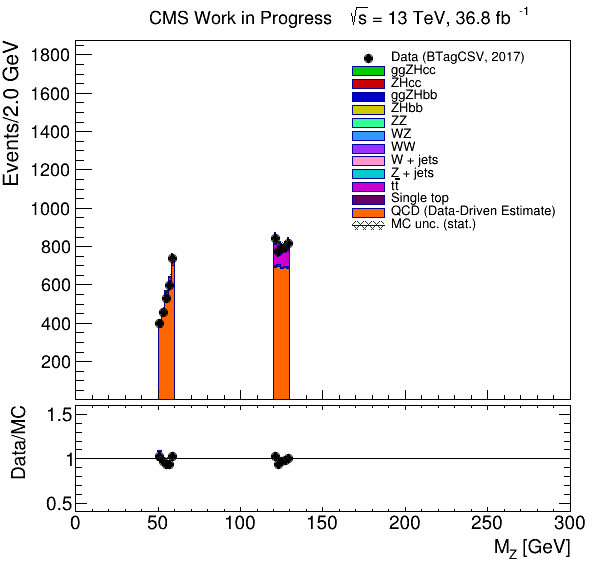 CMS Work in Progress √s = 13 TeV, 36.8 fb⁻¹
Events/2.0 GeV
1800
1600
1400
1200
1000
800
600
400
200
Data (BTagCSV, 2017)
ggZHcc
ZHcc
ggZHbb
ZHbb
ZZ
WZ
WW
W + jets
Z + jets
tt̅
Single top
QCD (Data-Driven Estimate)
MC unc. (stat.)
Data/MC
1.5
1
0.5
0 50 100 150 200 250 300
M_Z [GeV]